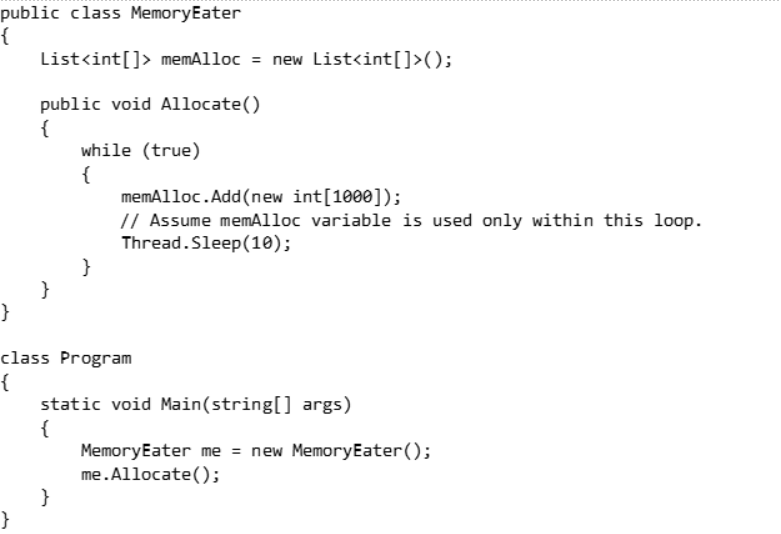 public class MemoryEater
{
    List<int[]> memAlloc = new List<int[]>();

    public void Allocate()
    {
        while (true)
        {
            memAlloc.Add(new int[1000]);
            // Assume memAlloc variable is used only within this loop.
            Thread.Sleep(10);
        }
    }
}

class Program
{
    static void Main(string[] args)
    {
        MemoryEater me = new MemoryEater();
        me.Allocate();
    }
}